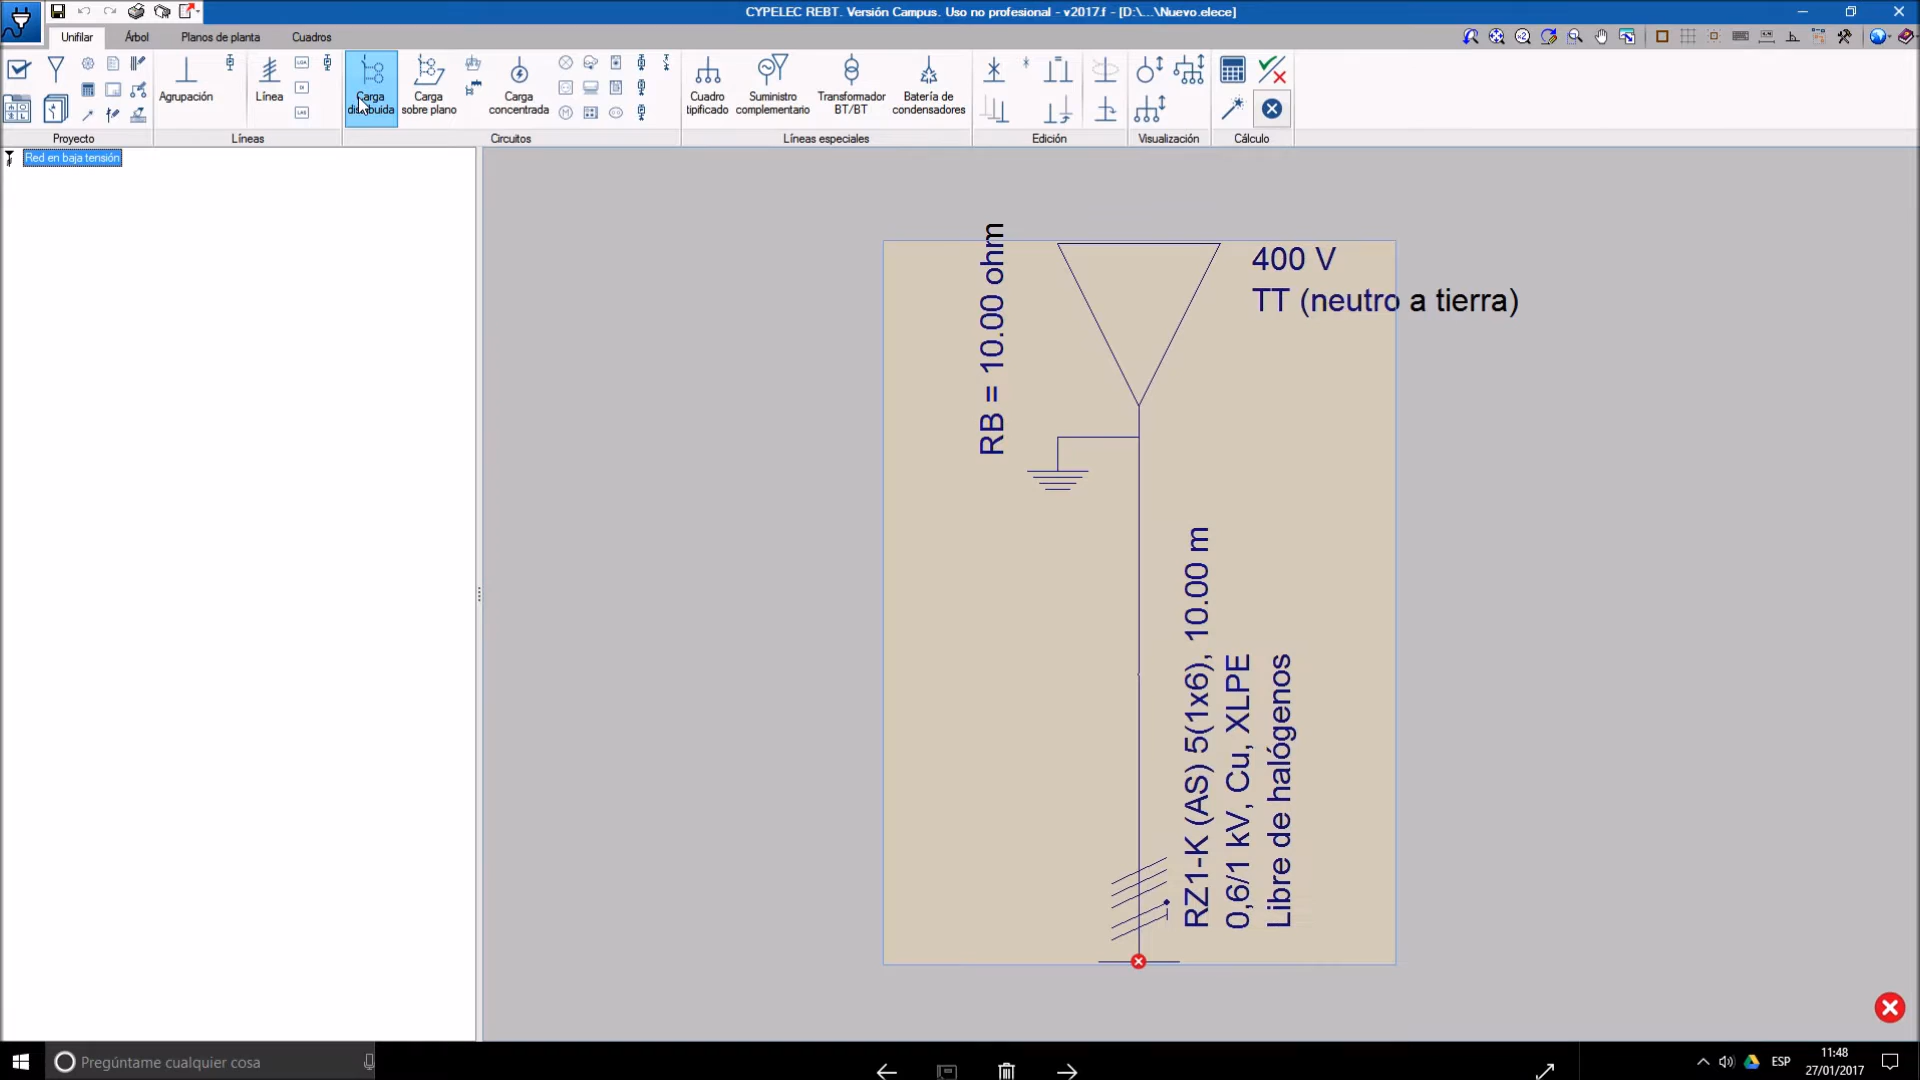 CYPELEC REBT. Versión Campus. Uso no profesional - v2017.f - [D:\...\Nuevo.elece]
Unifilar
Árbol
Planos de planta
Cuadros
Agrupación
Línea
Carga distribuida
Carga sobre plano
Carga concentrada
Cuadro tipificado
Suministro complementario
Transformador BT/BT
Batería de condensadores
Proyecto
Líneas
Circuitos
Líneas especiales
Edición
Visualización
Cálculo
Red en baja tensión
RB = 10.00 ohm
400 V
TT (neutro a tierra)
RZ1-K (AS) 5(1x6), 10.00 m
0,6/1 kV, Cu, XLPE
Libre de halógenos
Pregúntame cualquier cosa
ESP
11:48
27/01/2017